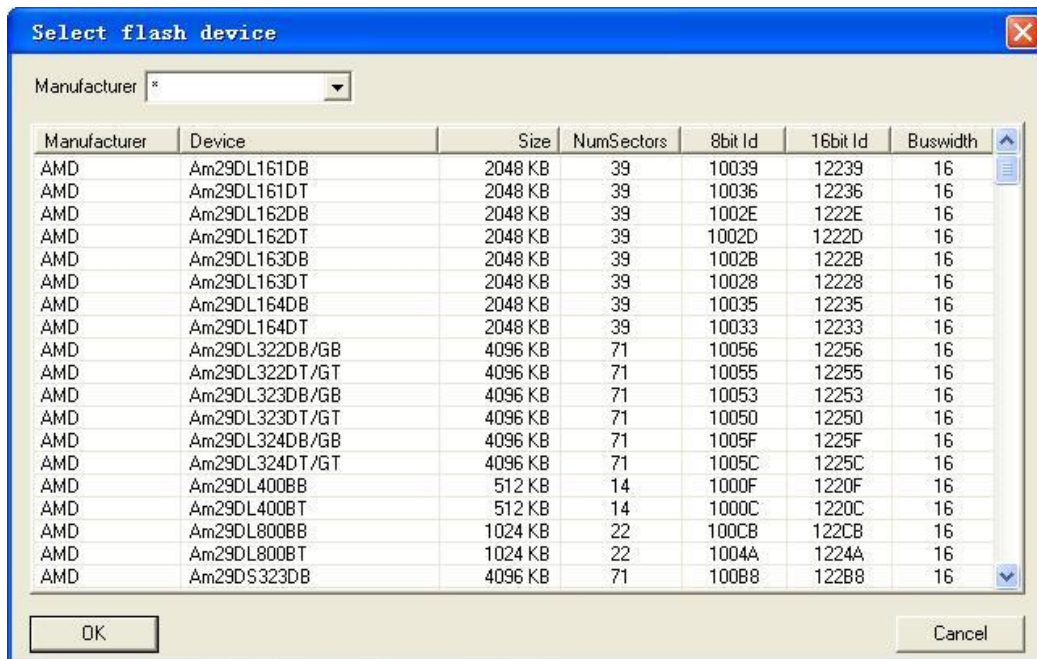 Select flash device
Manufacturer *
Manufacturer Device Size NumSectors 8bit Id 16bit Id Buswidth
AMD Am29DL161DB 2048 KB 39 10039 12239 16
AMD Am29DL161DT 2048 KB 39 10036 12236 16
AMD Am29DL162DB 2048 KB 39 1002E 1222E 16
AMD Am29DL162DT 2048 KB 39 1002D 1222D 16
AMD Am29DL163DB 2048 KB 39 1002B 1222B 16
AMD Am29DL163DT 2048 KB 39 10028 12228 16
AMD Am29DL164DB 2048 KB 39 10035 12235 16
AMD Am29DL164DT 2048 KB 39 10033 12233 16
AMD Am29DL322DB/GB 4096 KB 71 10056 12256 16
AMD Am29DL322DT/GT 4096 KB 71 10055 12255 16
AMD Am29DL323DB/GB 4096 KB 71 10053 12253 16
AMD Am29DL323DT/GT 4096 KB 71 10050 12250 16
AMD Am29DL324DB/GB 4096 KB 71 1005F 1225F 16
AMD Am29DL324DT/GT 4096 KB 71 1005C 1225C 16
AMD Am29DL400BB 512 KB 14 1000F 1220F 16
AMD Am29DL400BT 512 KB 14 1000C 1220C 16
AMD Am29DL800BB 1024 KB 22 100CB 122CB 16
AMD Am29DL800BT 1024 KB 22 1004A 1224A 16
AMD Am29DS323DB 4096 KB 71 100B8 122B8 16
OK Cancel